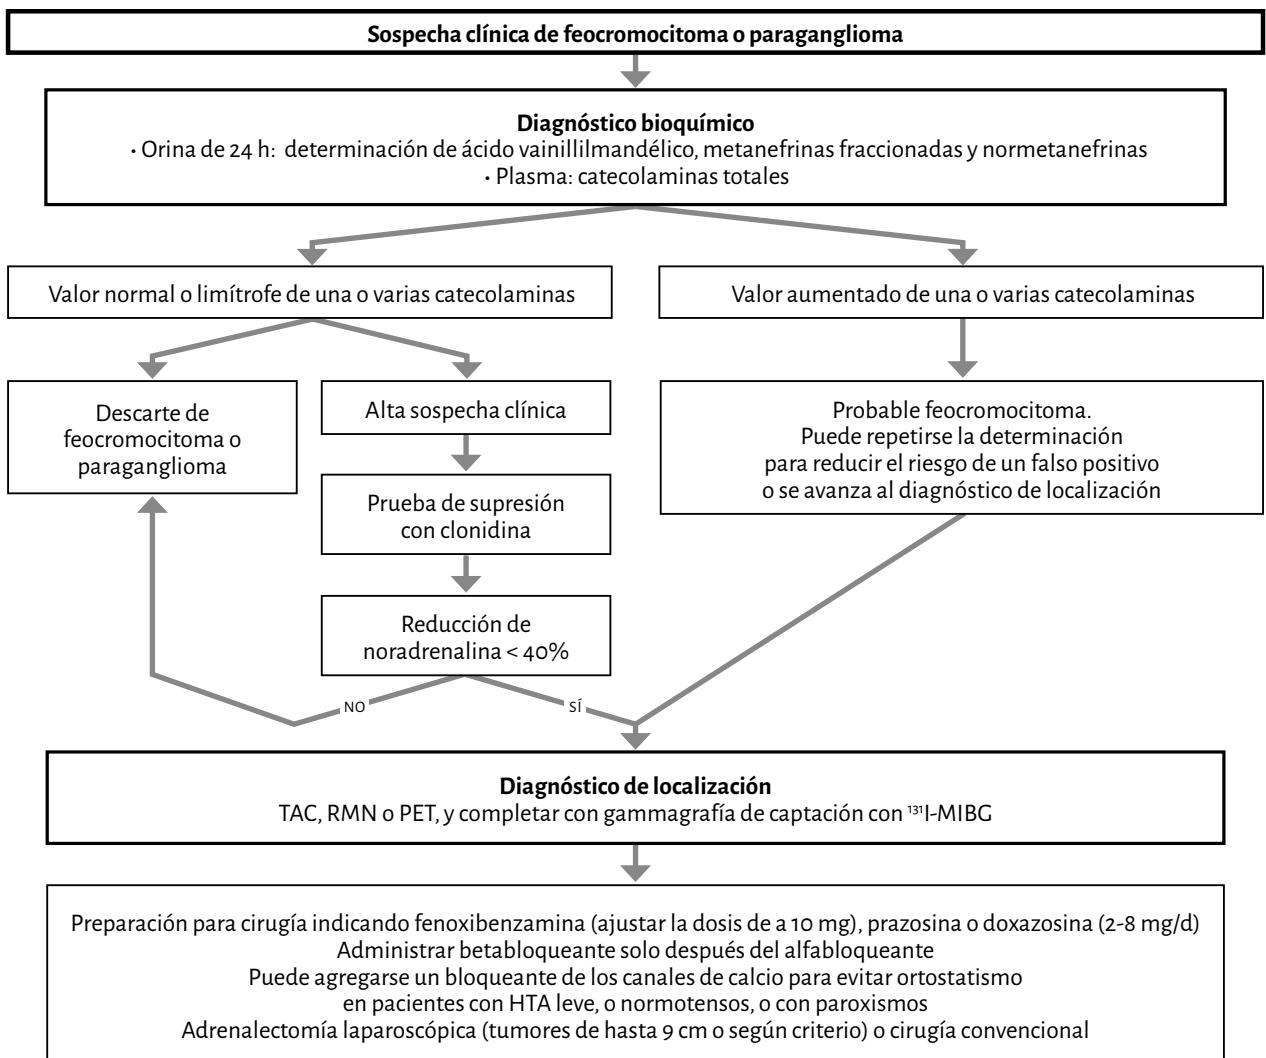 Sospecha clínica de feocromocitoma o paraganglioma
Diagnóstico bioquímico
• Orina de 24 h: determinación de ácido vainillilmandélico, metanefrinas fraccionadas y normetanefrinas
• Plasma: catecolaminas totales
Valor normal o limítrofe de una o varias catecolaminas
Valor aumentado de una o varias catecolaminas
Descarte de
feocromocitoma o
paraganglioma
Alta sospecha clínica
Prueba de supresión
con clonidina
Reducción de
noradrenalina < 40%
Probable feocromocitoma.
Puede repetirse la determinación
para reducir el riesgo de un falso positivo
o se avanza al diagnóstico de localización
NO
SÍ
Diagnóstico de localización
TAC, RMN o PET, y completar con gammagrafía de captación con ¹³¹I-MIBG
Preparación para cirugía indicando fenoxibenzamina (ajustar la dosis de a 10 mg), prazosina o doxazosina (2-8 mg/d)
Administrar betabloqueante solo después del alfabloqueante
Puede agregarse un bloqueante de los canales de calcio para evitar ortostatismo
en pacientes con HTA leve, o normotensos, o con paroxismos
Adrenalectomía laparoscópica (tumores de hasta 9 cm o según criterio) o cirugía convencional